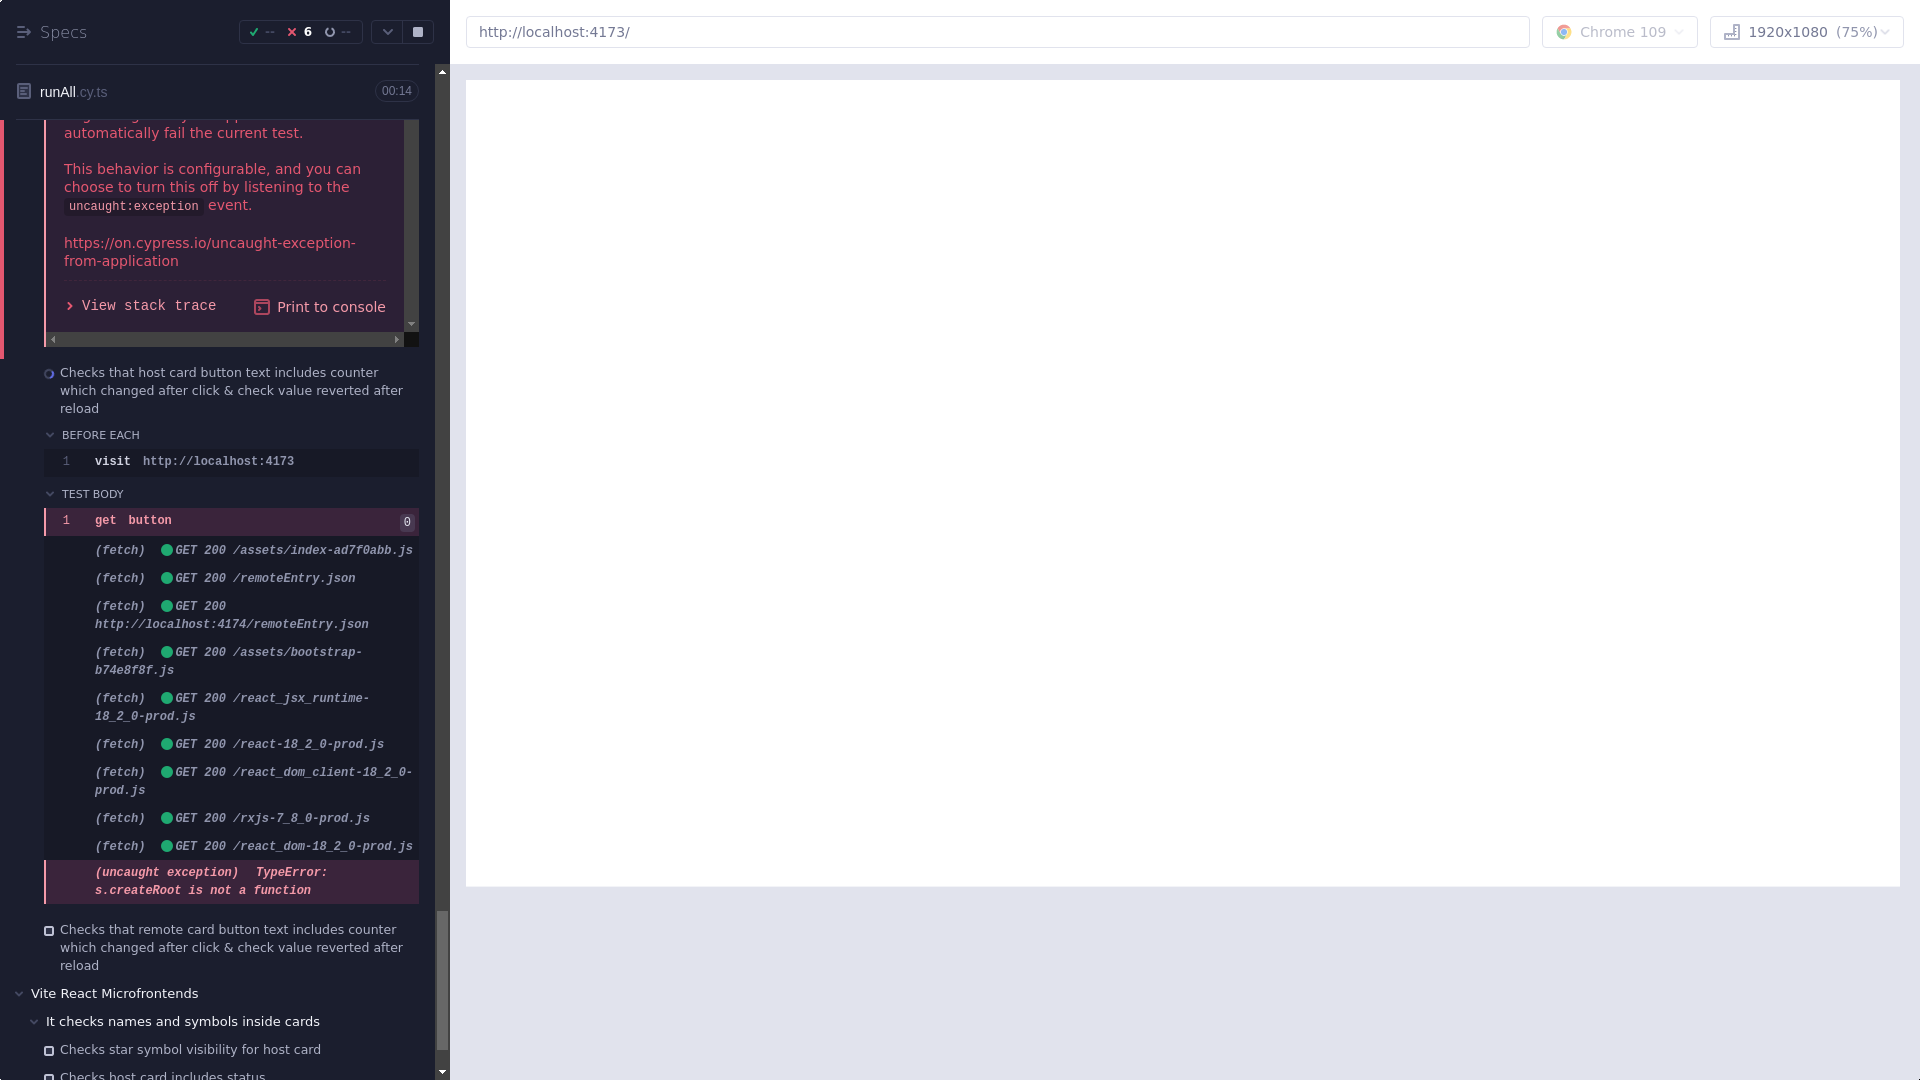 Specs
-- 6 --
http://localhost:4173/
Chrome 109
1920x1080 (75%)
runAll.cy.ts
00:14
automatically fail the current test.
This behavior is configurable, and you can
choose to turn this off by listening to the
uncaught:exception event.
https://on.cypress.io/uncaught-exception-
from-application
View stack trace
Print to console
Checks that host card button text includes counter
which changed after click & check value reverted after
reload
BEFORE EACH
1 visit http://localhost:4173
TEST BODY
1 get button 0
(fetch) GET 200 /assets/index-ad7f0abb.js
(fetch) GET 200 /remoteEntry.json
(fetch) GET 200
http://localhost:4174/remoteEntry.json
(fetch) GET 200 /assets/bootstrap-
b74e8f8f.js
(fetch) GET 200 /react_jsx_runtime-
18_2_0-prod.js
(fetch) GET 200 /react-18_2_0-prod.js
(fetch) GET 200 /react_dom_client-18_2_0-
prod.js
(fetch) GET 200 /rxjs-7_8_0-prod.js
(fetch) GET 200 /react_dom-18_2_0-prod.js
(uncaught exception) TypeError:
s.createRoot is not a function
Checks that remote card button text includes counter
which changed after click & check value reverted after
reload
Vite React Microfrontends
It checks names and symbols inside cards
Checks star symbol visibility for host card
Checks host card includes status